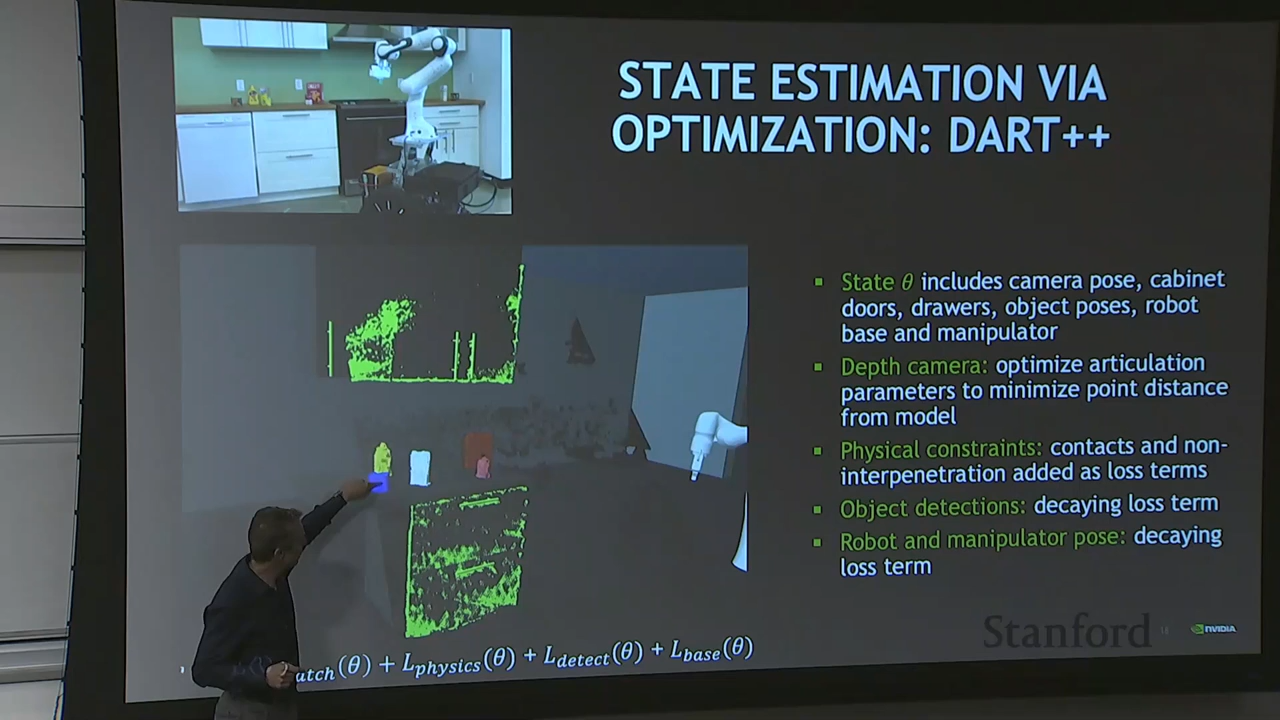 STATE ESTIMATION VIA
OPTIMIZATION: DART++
▪ State θ includes camera pose, cabinet
doors, drawers, object poses, robot
base and manipulator
▪ Depth camera: optimize articulation
parameters to minimize point distance
from model
▪ Physical constraints: contacts and non-
interpenetration added as loss terms
▪ Object detections: decaying loss term
▪ Robot and manipulator pose: decaying
loss term
atch(θ) + L_physics(θ) + L_detect(θ) + L_base(θ)
Stanford
NVIDIA